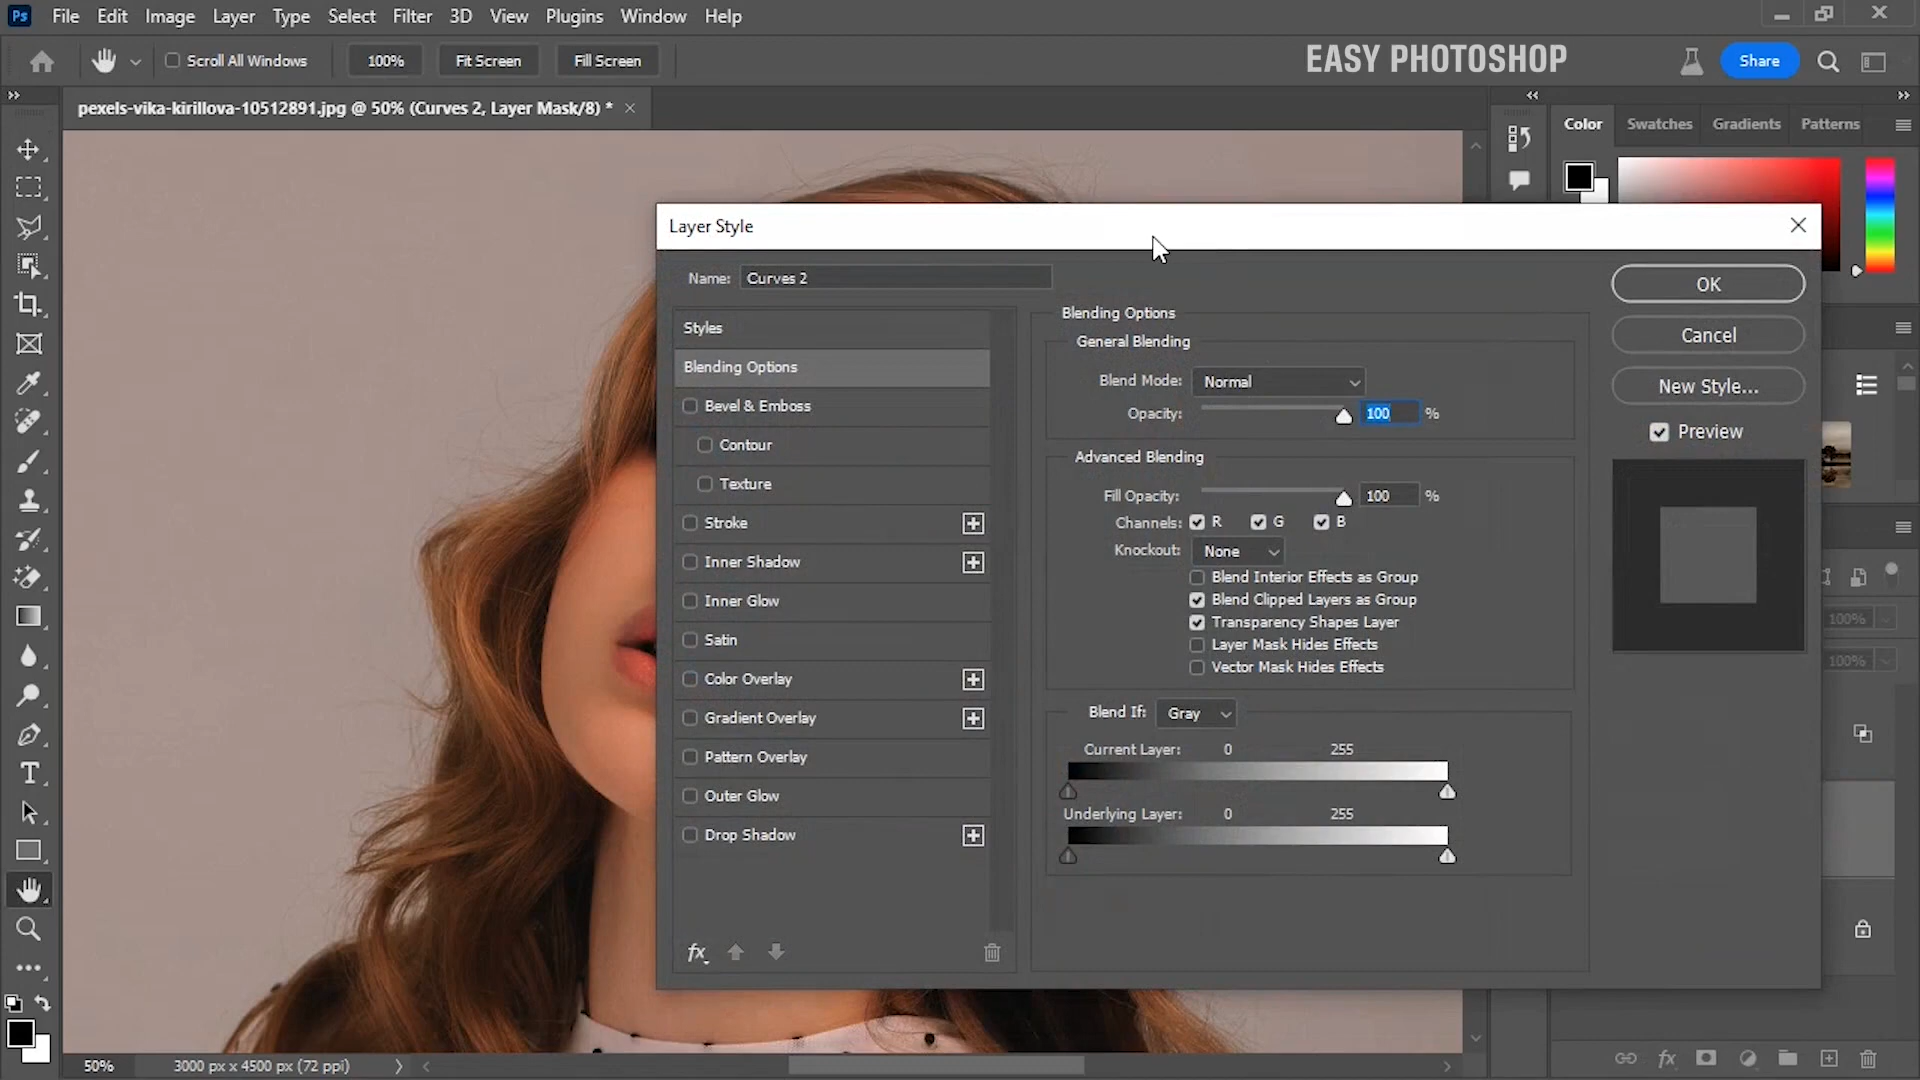 Ps File Edit Image Layer Type Select Filter 3D View Plugins Window Help
Scroll All Windows 100% Fit Screen Fill Screen EASY PHOTOSHOP Share
pexels-vika-kirillova-10512891.jpg @ 50% (Curves 2, Layer Mask/8) * ×
Color Swatches Gradients Patterns
Layer Style
Name: Curves 2
OK
Cancel
New Style...
Preview
Styles
Blending Options
Bevel & Emboss
Contour
Texture
Stroke
Inner Shadow
Inner Glow
Satin
Color Overlay
Gradient Overlay
Pattern Overlay
Outer Glow
Drop Shadow
fx
Blending Options
General Blending
Blend Mode: Normal
Opacity: 100 %
Advanced Blending
Fill Opacity: 100 %
Channels: R G B
Knockout: None
Blend Interior Effects as Group
Blend Clipped Layers as Group
Transparency Shapes Layer
Layer Mask Hides Effects
Vector Mask Hides Effects
Blend If: Gray
Current Layer: 0 255
Underlying Layer: 0 255
100%
100%
50% 3000 px x 4500 px (72 ppi)
fx